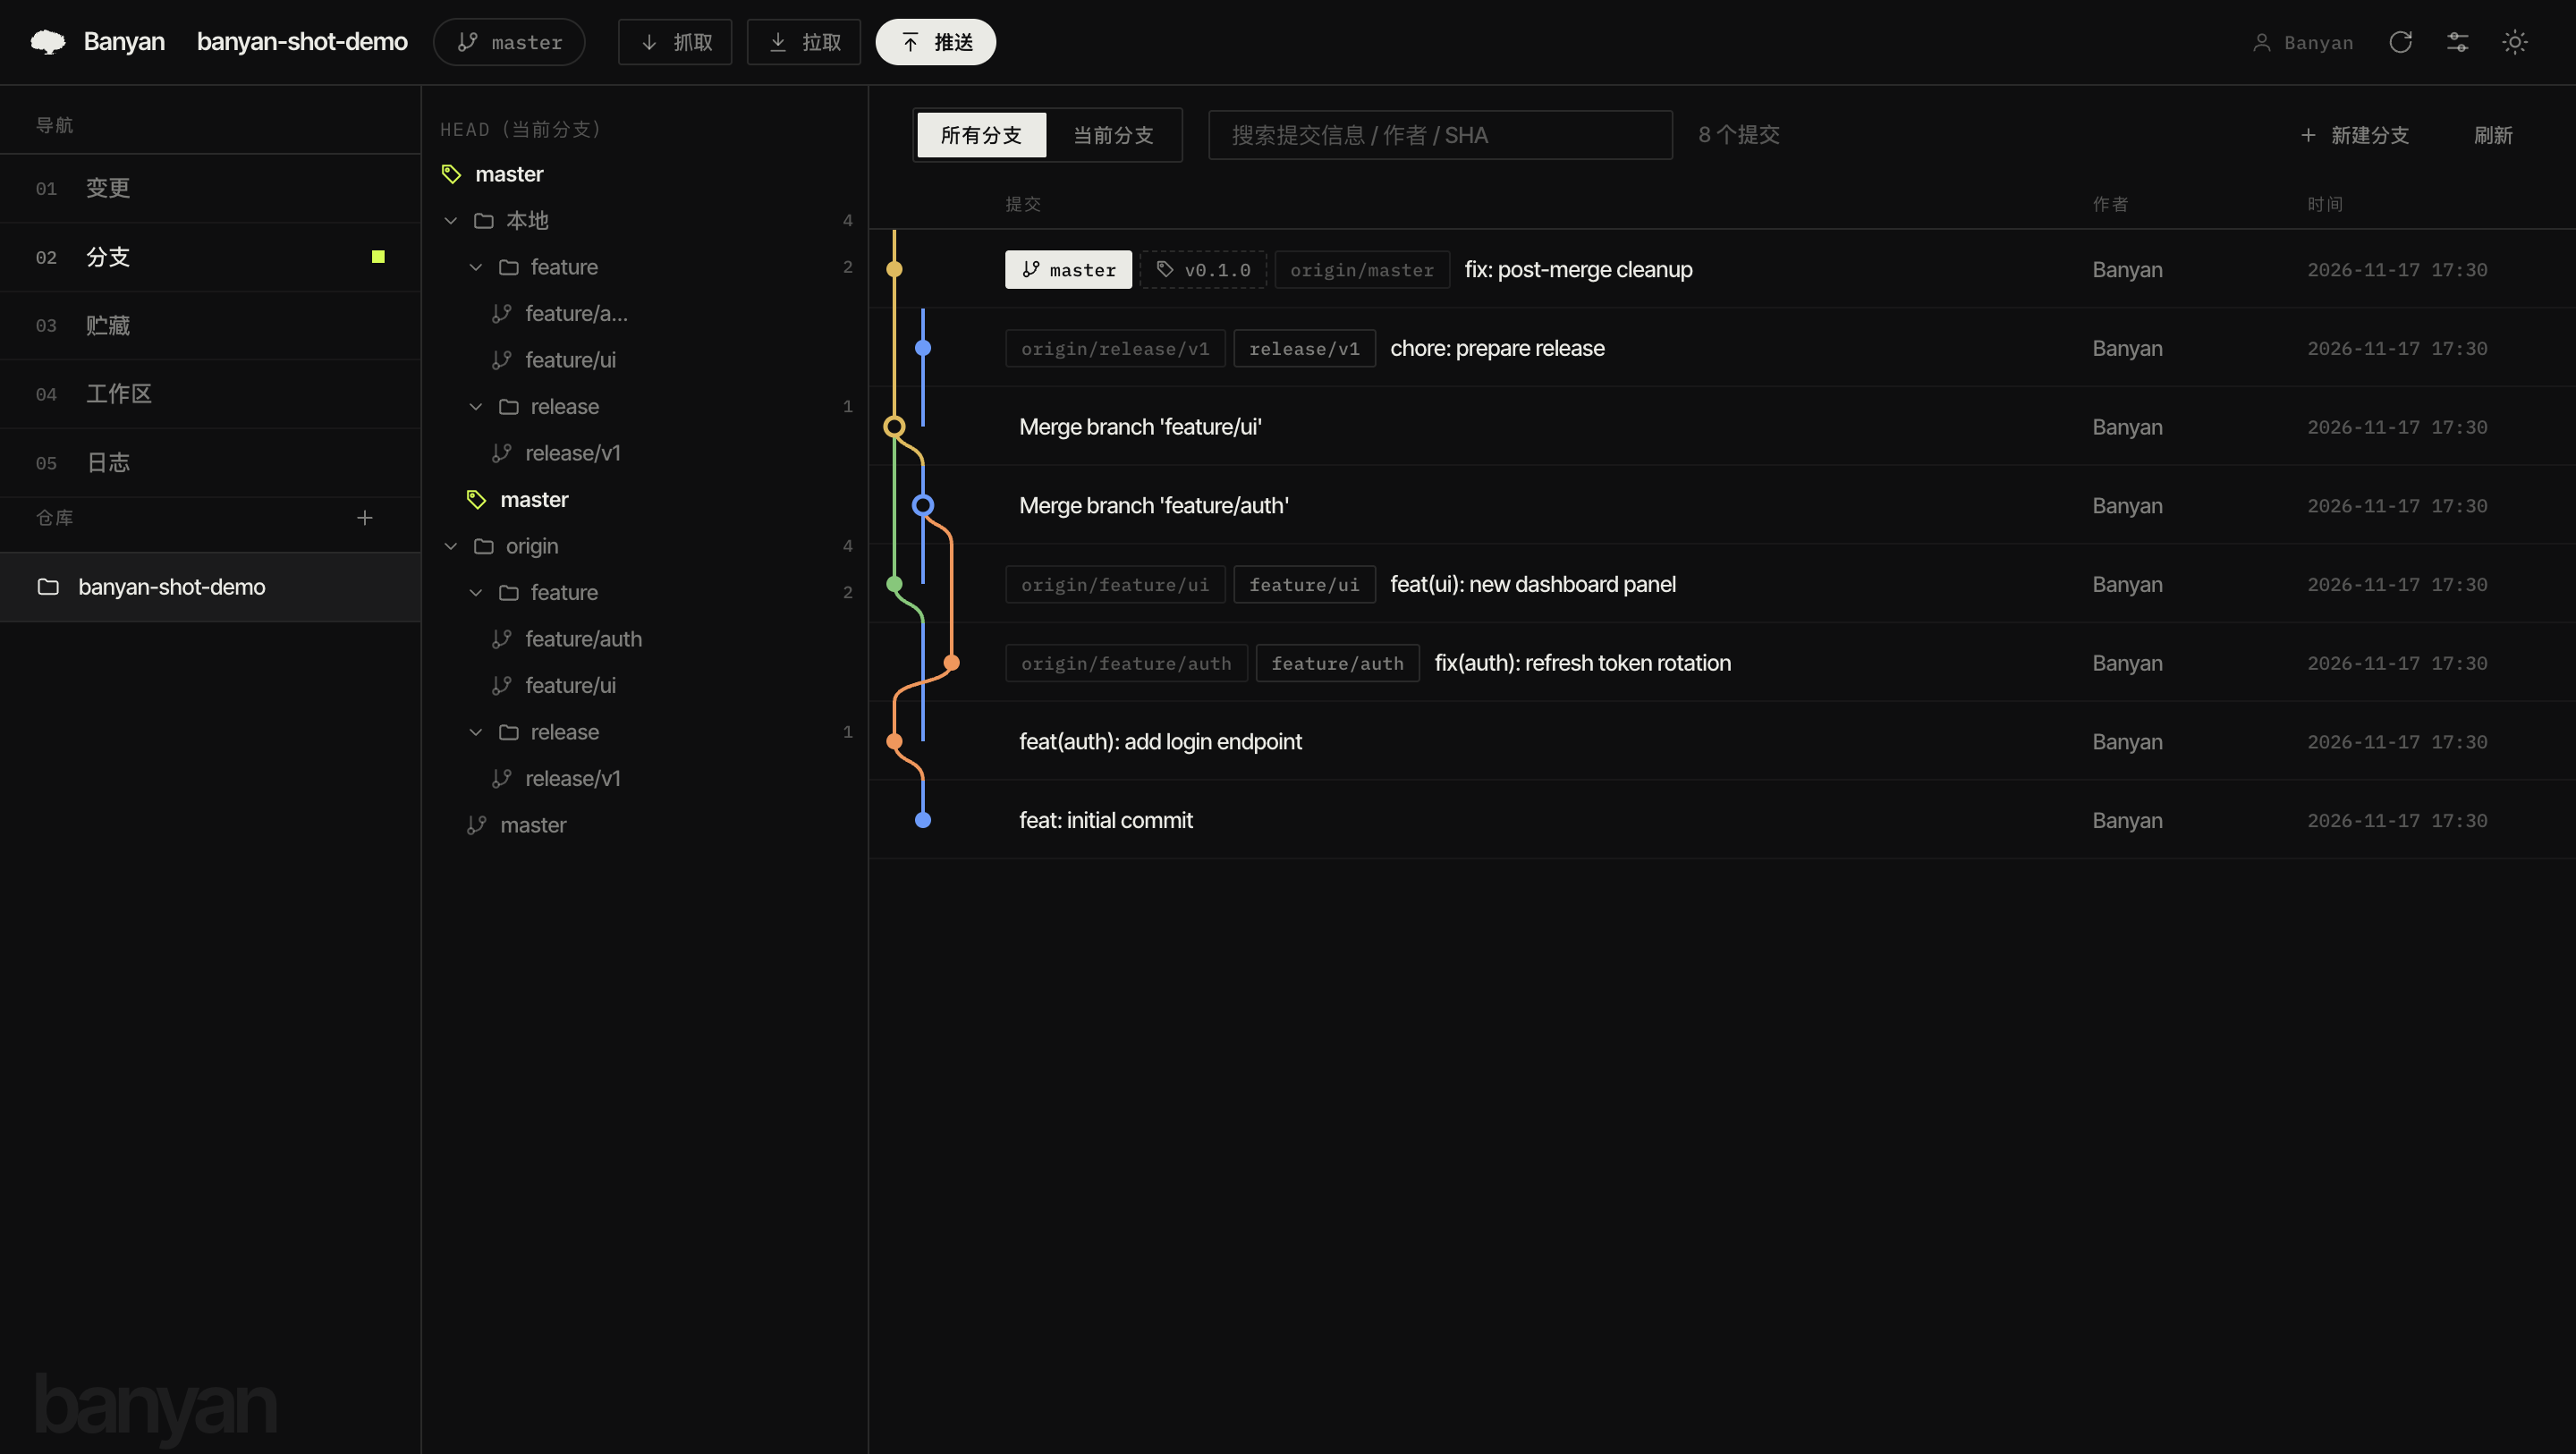 Banyan banyan-shot-demo master 抓取 拉取 推送 Banyan
导航
01 变更
02 分支
03 贮藏
04 工作区
05 日志
仓库
banyan-shot-demo
banyan
HEAD (当前分支)
master
本地 4
feature 2
feature/a...
feature/ui
release 1
release/v1
master
origin 4
feature 2
feature/auth
feature/ui
release 1
release/v1
master
所有分支 当前分支 搜索提交信息 / 作者 / SHA 8 个提交 + 新建分支 刷新
提交 作者 时间
master v0.1.0 origin/master fix: post-merge cleanup Banyan 2026-11-17 17:30
origin/release/v1 release/v1 chore: prepare release Banyan 2026-11-17 17:30
Merge branch 'feature/ui' Banyan 2026-11-17 17:30
Merge branch 'feature/auth' Banyan 2026-11-17 17:30
origin/feature/ui feature/ui feat(ui): new dashboard panel Banyan 2026-11-17 17:30
origin/feature/auth feature/auth fix(auth): refresh token rotation Banyan 2026-11-17 17:30
feat(auth): add login endpoint Banyan 2026-11-17 17:30
feat: initial commit Banyan 2026-11-17 17:30